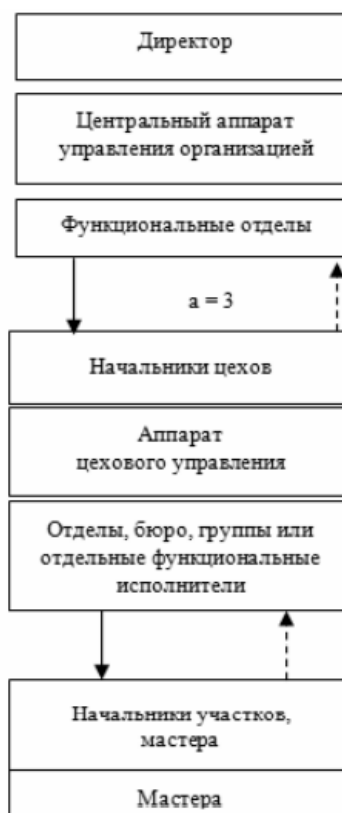 Директор
Центральный аппарат
управления организацией
Функциональные отделы
а = 3
Начальники цехов
Аппарат
цехового управления
Отделы, бюро, группы или
отдельные функциональные
исполнители
Начальники участков,
мастера
Мастера